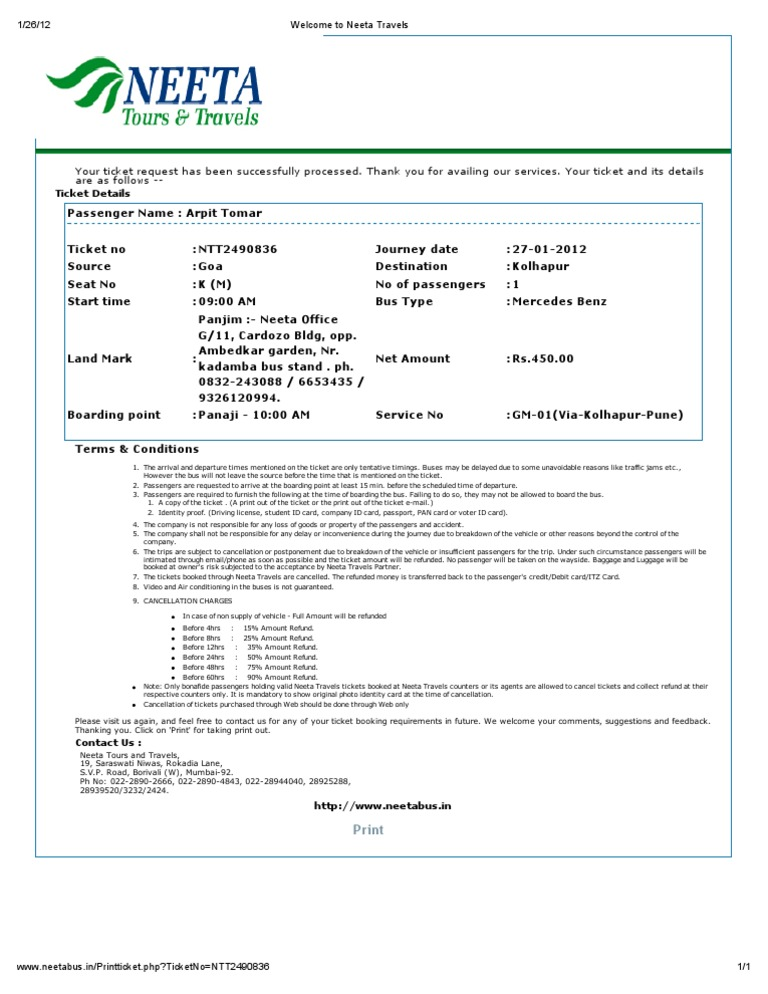 1/26/12 Welcome to Neeta Travels
NEETA
Tours & Travels
Your ticket request has been successfully processed. Thank you for availing our services. Your ticket and its details
are as follows --
Ticket Details
Passenger Name : Arpit Tomar
Ticket no : NTT2490836 Journey date : 27-01-2012
Source : Goa Destination : Kolhapur
Seat No : K (M) No of passengers : 1
Start time : 09:00 AM Bus Type : Mercedes Benz
Land Mark : Panjim :- Neeta Office
G/11, Cardozo Bldg, opp.
Ambedkar garden, Nr.
kadamba bus stand . ph.
0832-243088 / 6653435 /
9326120994.
Net Amount : Rs.450.00
Boarding point : Panaji - 10:00 AM Service No : GM-01(Via-Kolhapur-Pune)
Terms & Conditions
1. The arrival and departure times mentioned on the ticket are only tentative timings. Buses may be delayed due to some unavoidable reasons like traffic jams etc.,
However the bus will not leave the source before the time that is mentioned on the ticket.
2. Passengers are requested to arrive at the boarding point at least 15 min. before the scheduled time of departure.
3. Passengers are required to furnish the following at the time of boarding the bus. Failing to do so, they may not be allowed to board the bus.
1. A copy of the ticket . (A print out of the ticket or the print out of the ticket e-mail.)
2. Identity proof. (Driving license, student ID card, company ID card, passport, PAN card or voter ID card).
4. The company is not responsible for any loss of goods or property of the passengers and accident.
5. The company shall not be responsible for any delay or inconvenience during the journey due to breakdown of the vehicle or other reasons beyond the control of the
company.
6. The trips are subject to cancellation or postponement due to breakdown of the vehicle or insufficient passengers for the trip. Under such circumstance passengers will be
intimated through email/phone as soon as possible and the ticket amount will be refunded. No passenger will be taken on the wayside. Baggage and Luggage will be
booked at owner's risk subjected to the acceptance by Neeta Travels Partner.
7. The tickets booked through Neeta Travels are cancelled. The refunded money is transferred back to the passenger's credit/Debit card/ITZ Card.
8. Video and Air conditioning in the buses is not guaranteed.
9. CANCELLATION CHARGES
● In case of non supply of vehicle - Full Amount will be refunded
● Before 4hrs : 15% Amount Refund.
● Before 8hrs : 25% Amount Refund.
● Before 12hrs : 35% Amount Refund.
● Before 24hrs : 50% Amount Refund.
● Before 48hrs : 75% Amount Refund.
● Before 60hrs : 90% Amount Refund.
● Note: Only bonafide passengers holding valid Neeta Travels tickets booked at Neeta Travels counters or its agents are allowed to cancel tickets and collect refund at their
respective counters only. It is mandatory to show original photo identity card at the time of cancellation.
● Cancellation of tickets purchased through Web should be done through Web only
Please visit us again, and feel free to contact us for any of your ticket booking requirements in future. We welcome your comments, suggestions and feedback.
Thanking you. Click on 'Print' for taking print out.
Contact Us :
Neeta Tours and Travels,
19, Saraswati Niwas, Rokadia Lane,
S.V.P. Road, Borivali (W), Mumbai-92.
Ph No: 022-2890-2666, 022-2890-4843, 022-28944040, 28925288,
28939520/3232/2424.
http://www.neetabus.in
Print
www.neetabus.in/Printticket.php?TicketNo=NTT2490836 1/1